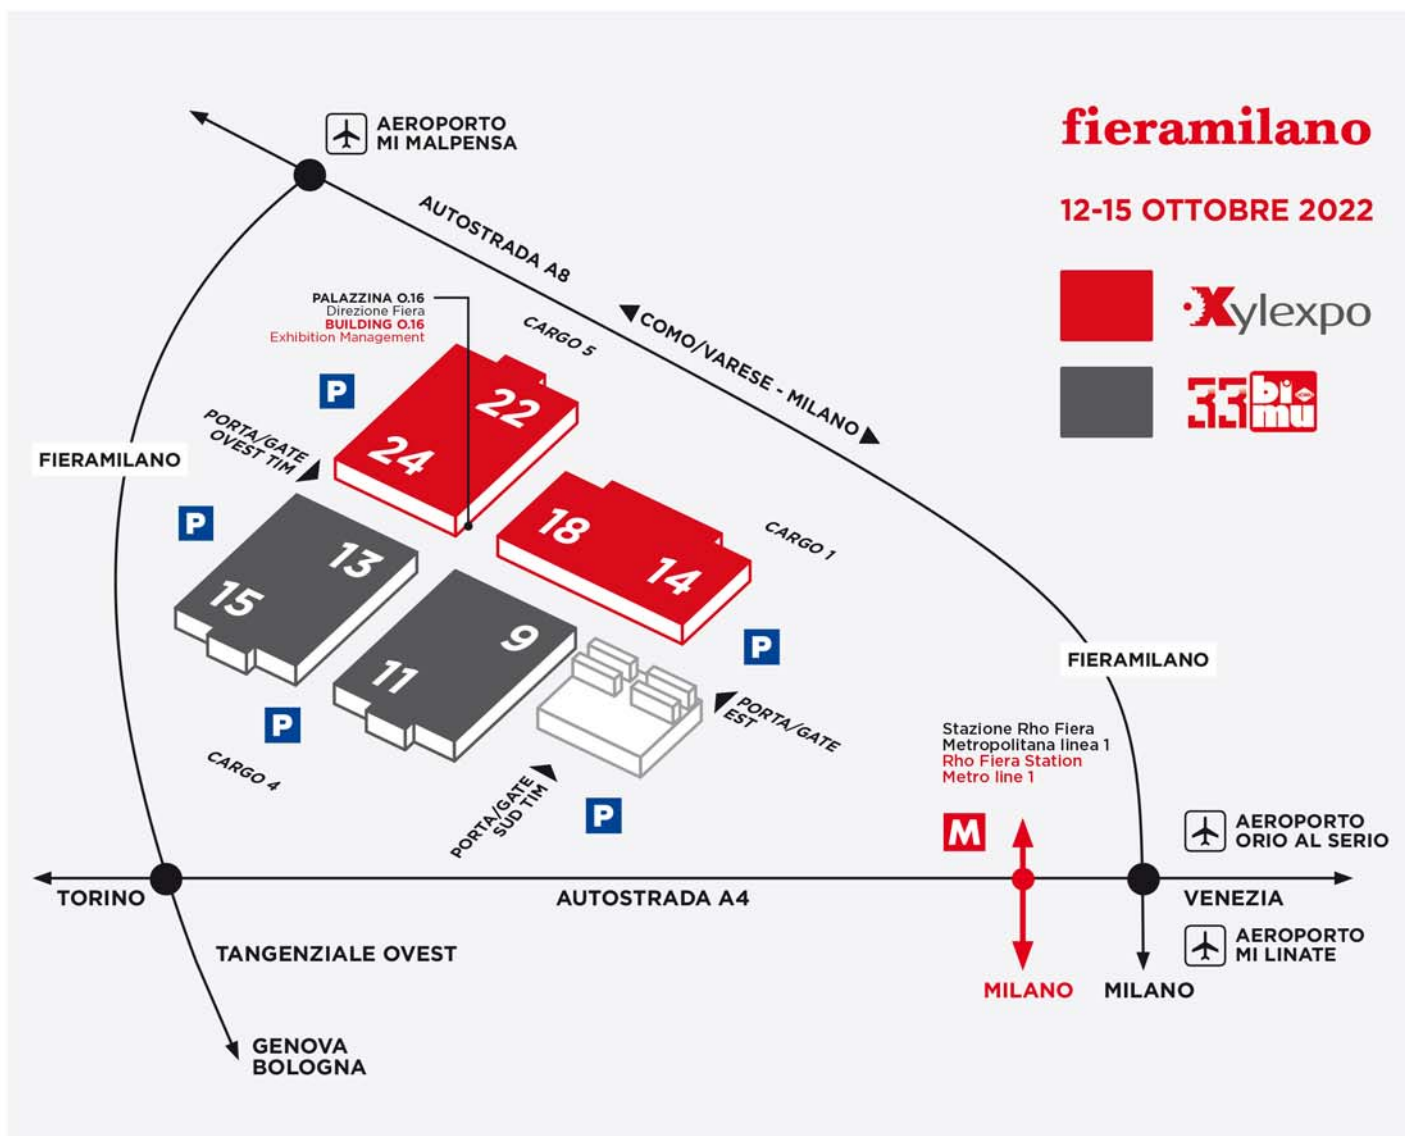 AEROPORTO
MI MALPENSA
fieramilano
12-15 OTTOBRE 2022
Xylexpo
33 bi
mu
AUTOSTRADA A8
COMO/VARESE - MILANO
PALAZZINA 0.16
Direzione Fiera
BUILDING 0.16
Exhibition Management
CARGO 5
P
22
24
PORTA/GATE
OVEST TIM
FIERAMILANO
P
18
14
CARGO 1
13
15
9
11
P
FIERAMILANO
P
PORTA/GATE
EST
CARGO 4
PORTA/GATE
SUD TIM
P
Stazione Rho Fiera
Metropolitana linea 1
Rho Fiera Station
Metro line 1
M
AEROPORTO
ORIO AL SERIO
TORINO
AUTOSTRADA A4
VENEZIA
TANGENZIALE OVEST
AEROPORTO
MI LINATE
MILANO
MILANO
GENOVA
BOLOGNA